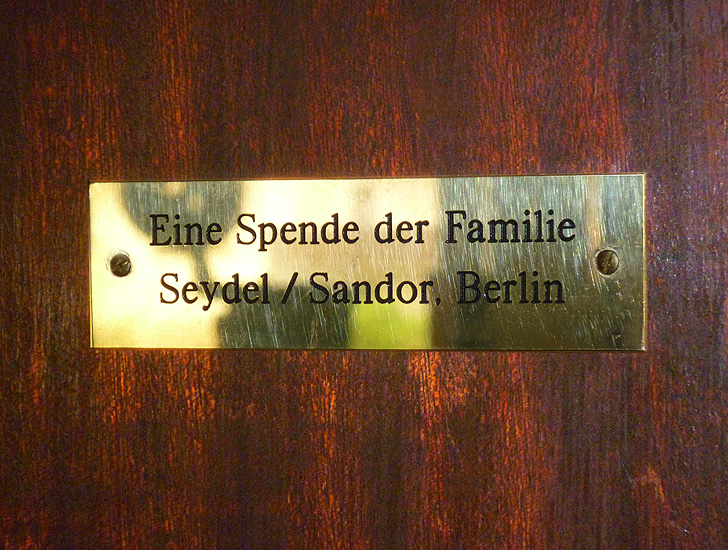 Eine Spende der Familie
Seydel / Sandor, Berlin